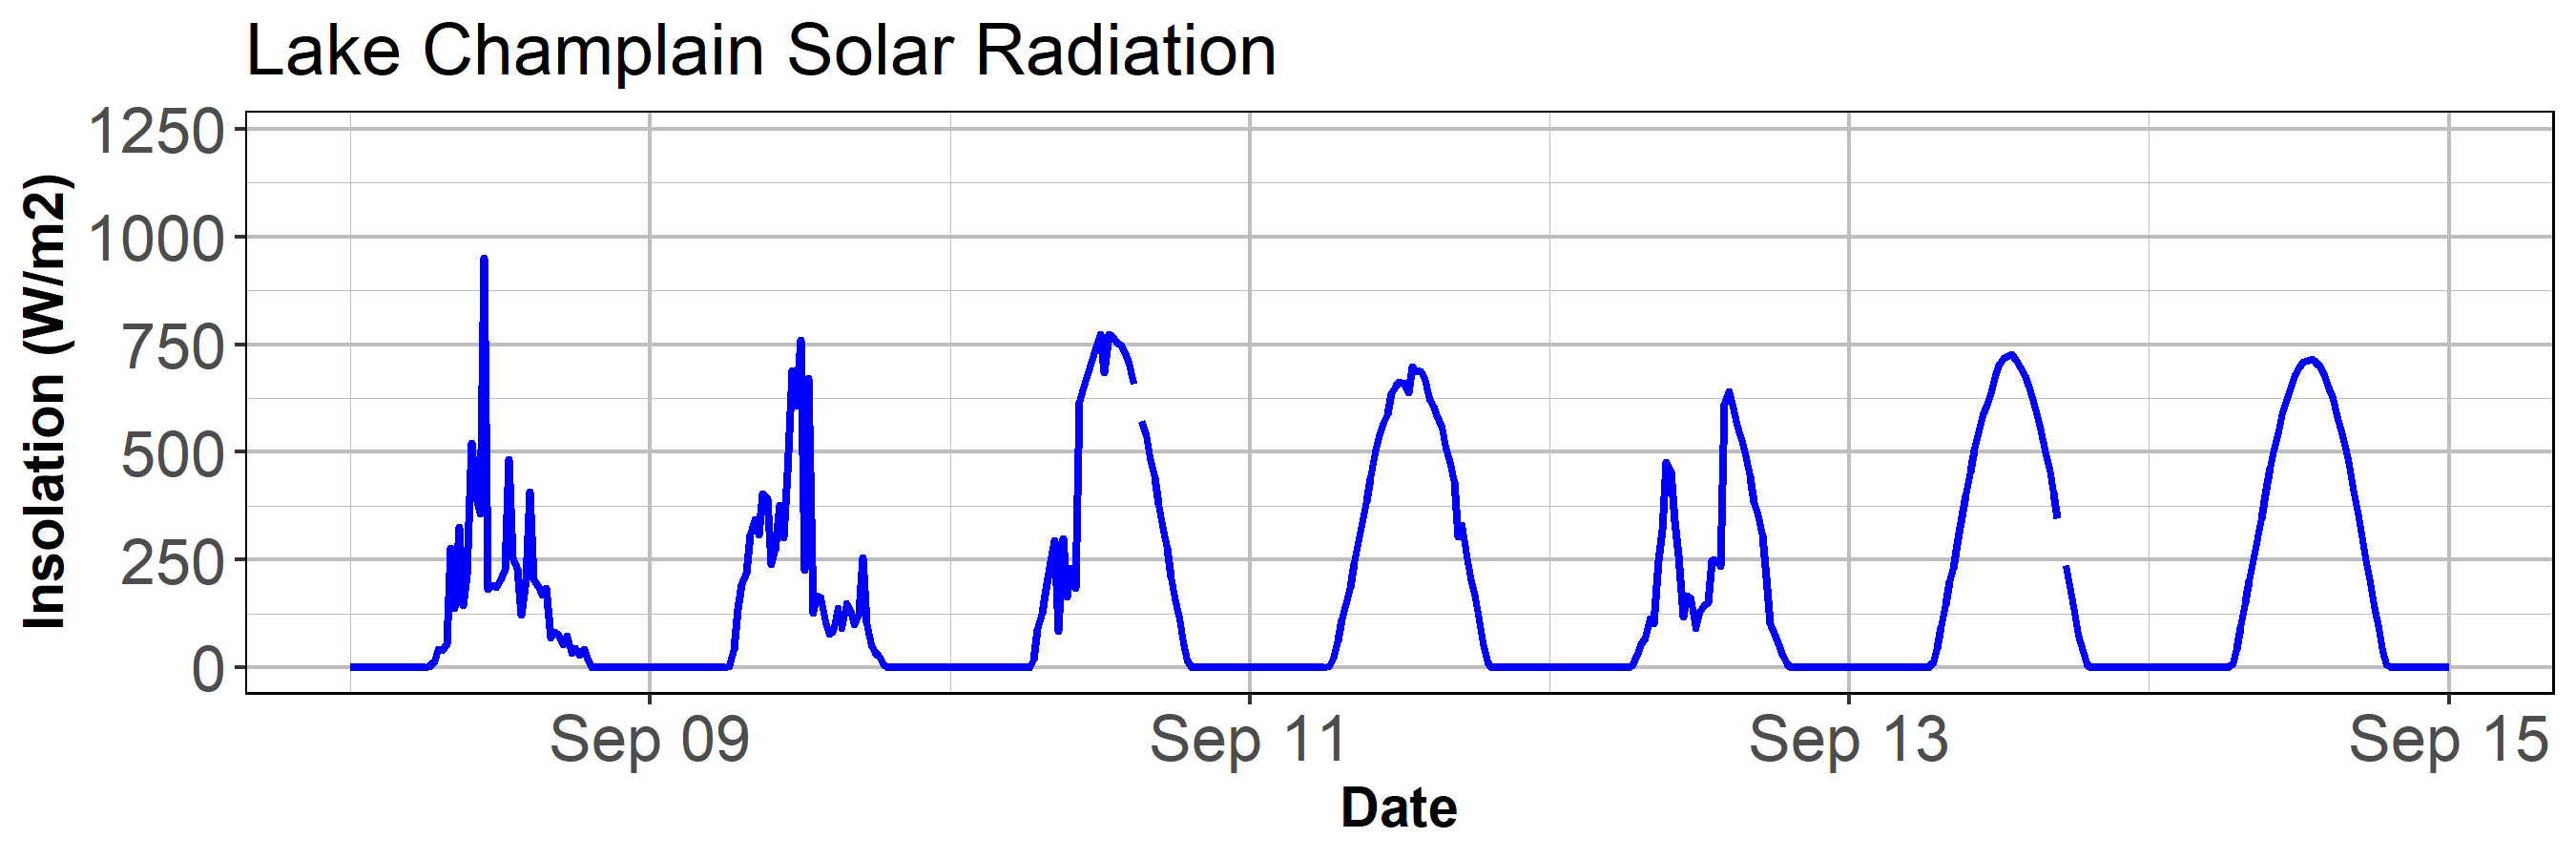 Lake Champlain Solar Radiation
1250
1000
750
500
250
0
Insolation (W/m2)
Sep 09 Sep 11 Sep 13 Sep 15
Date